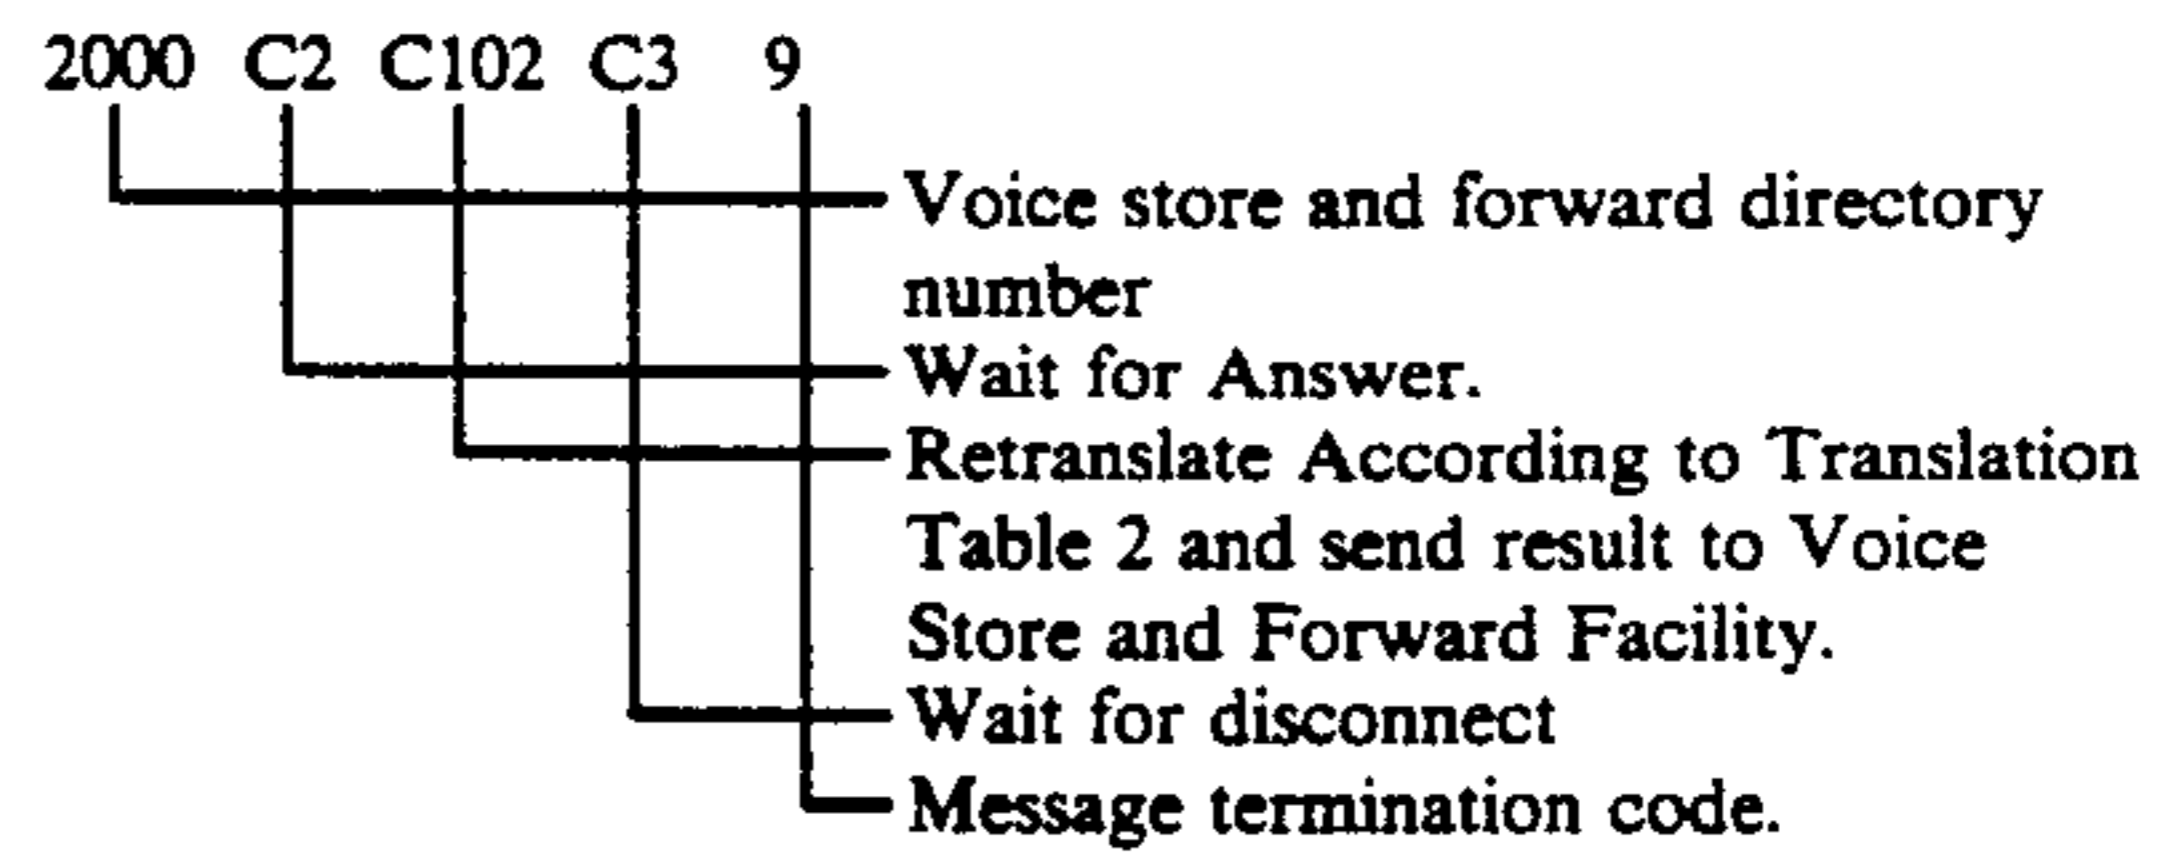 2000 C2 C102 C3 9
Voice store and forward directory
number
Wait for Answer.
Retranslate According to Translation
Table 2 and send result to Voice
Store and Forward Facility.
Wait for disconnect
Message termination code.